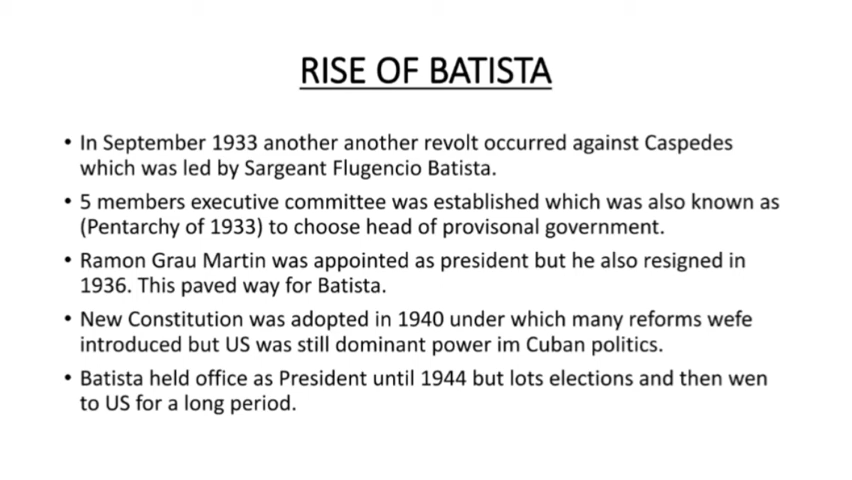 RISE OF BATISTA
• In September 1933 another another revolt occurred against Caspedes
which was led by Sargeant Flugencio Batista.
• 5 members executive committee was established which was also known as
(Pentarchy of 1933) to choose head of provisonal government.
• Ramon Grau Martin was appointed as president but he also resigned in
1936. This paved way for Batista.
• New Constitution was adopted in 1940 under which many reforms wefe
introduced but US was still dominant power im Cuban politics.
• Batista held office as President until 1944 but lots elections and then wen
to US for a long period.